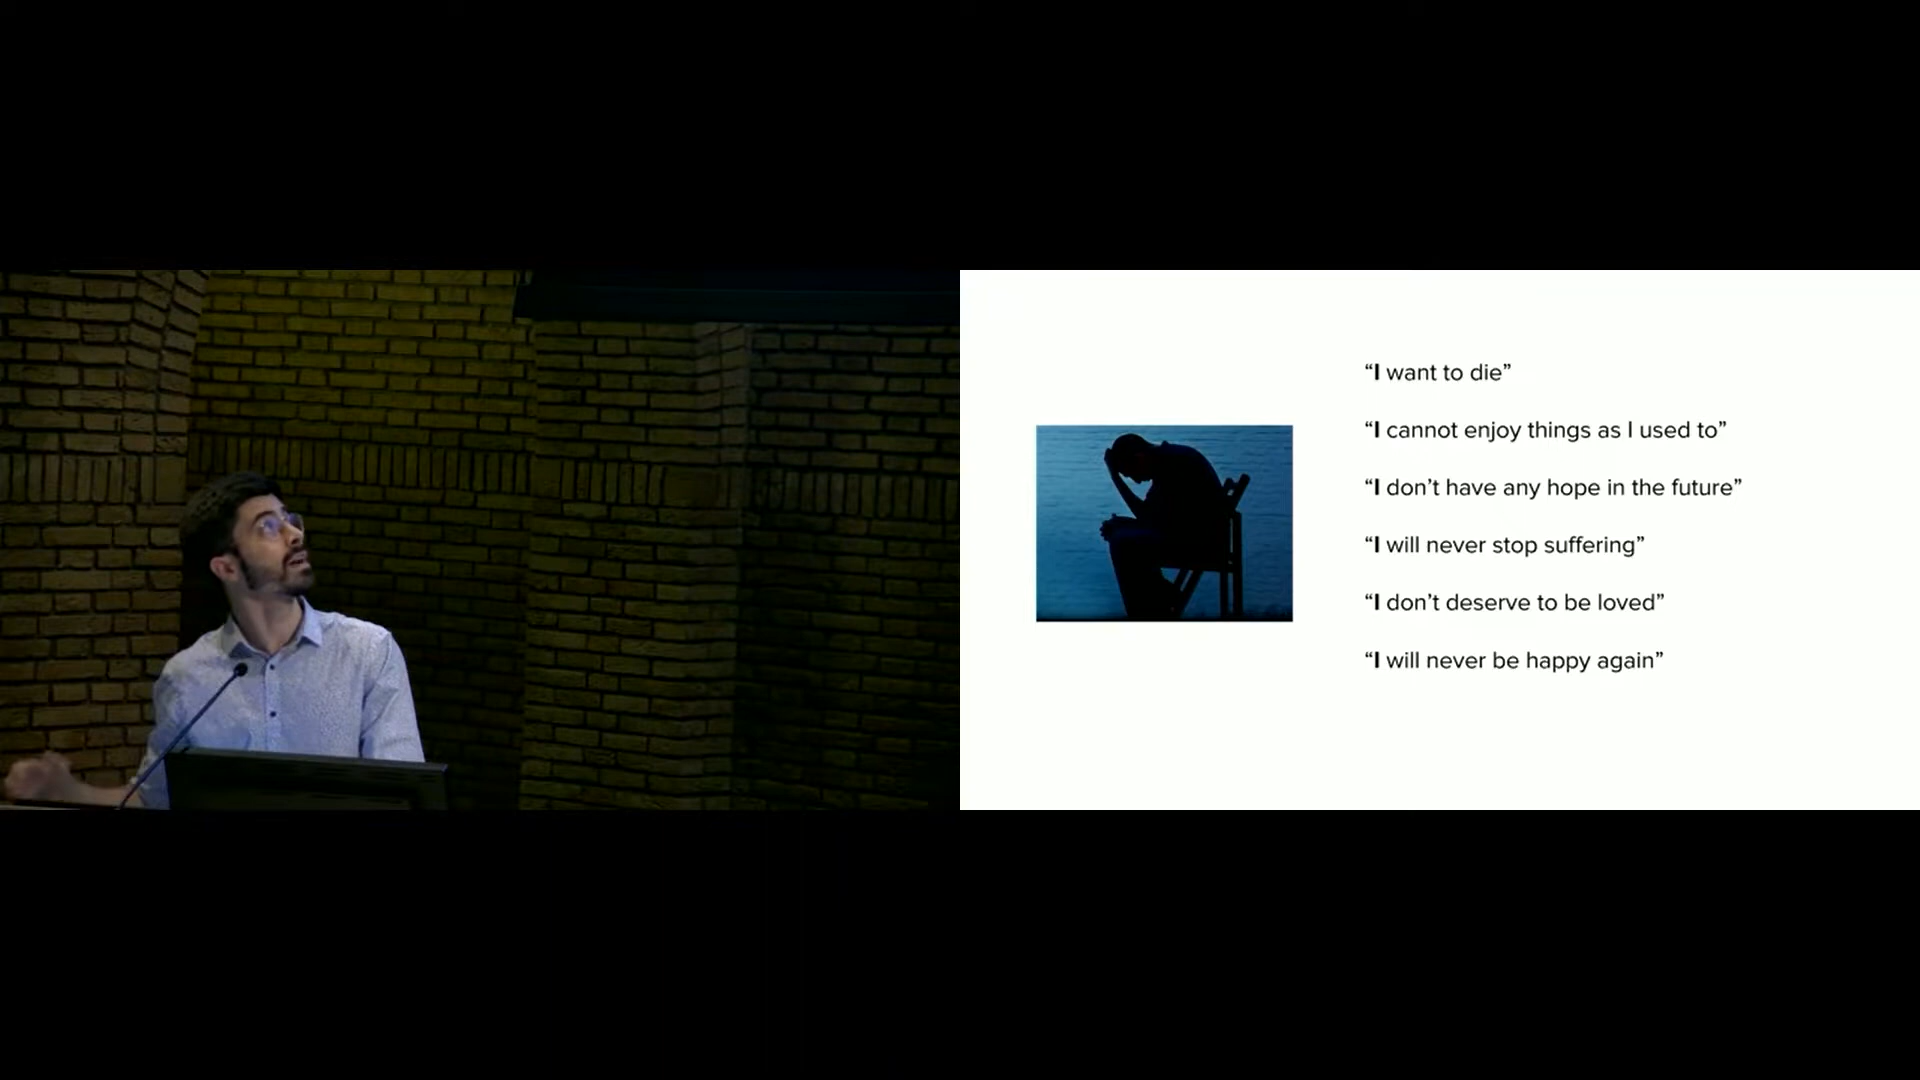 “I want to die”
“I cannot enjoy things as I used to”
“I don’t have any hope in the future”
“I will never stop suffering”
“I don’t deserve to be loved”
“I will never be happy again”